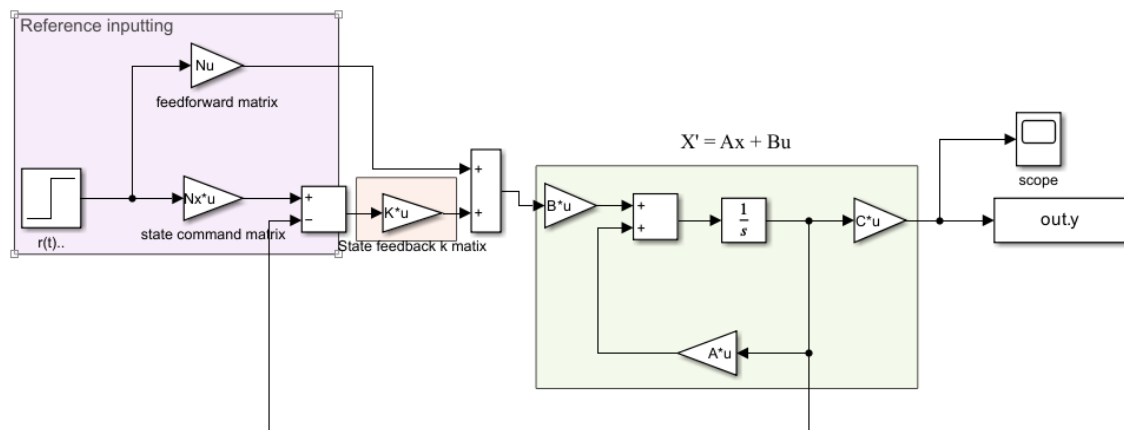 Reference inputting
Nu
feedforward matrix
X' = Ax + Bu
scope
r(t)..
Nx*u
state command matrix
+
−
K*u
State feedback k matix
+
+
B*u
+
+
1
s
C*u
out.y
A*u